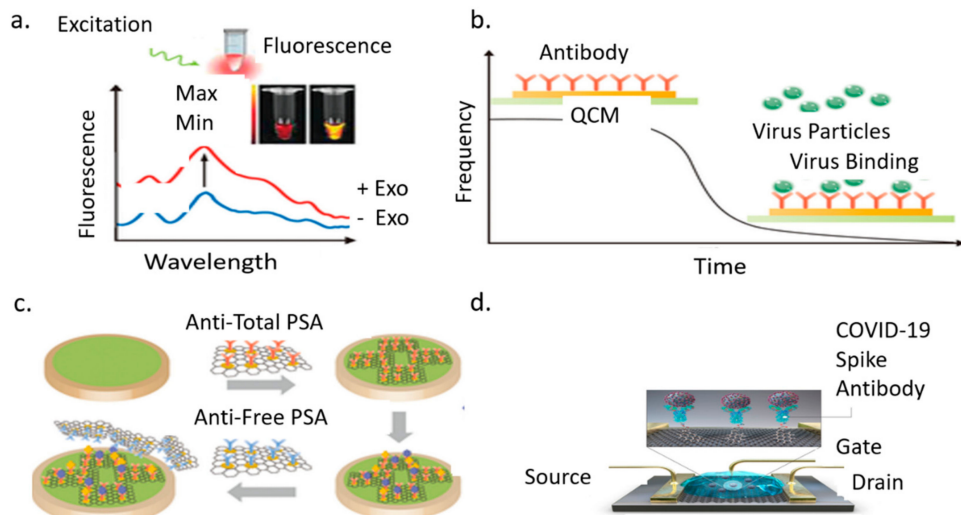 a.
Excitation
Fluorescence
Max
Min
Fluorescence
+ Exo
- Exo
Wavelength
b.
Antibody
QCM
Virus Particles
Virus Binding
Frequency
Time
c.
Anti-Total PSA
Anti-Free PSA
d.
COVID-19
Spike
Antibody
Gate
Source
Drain